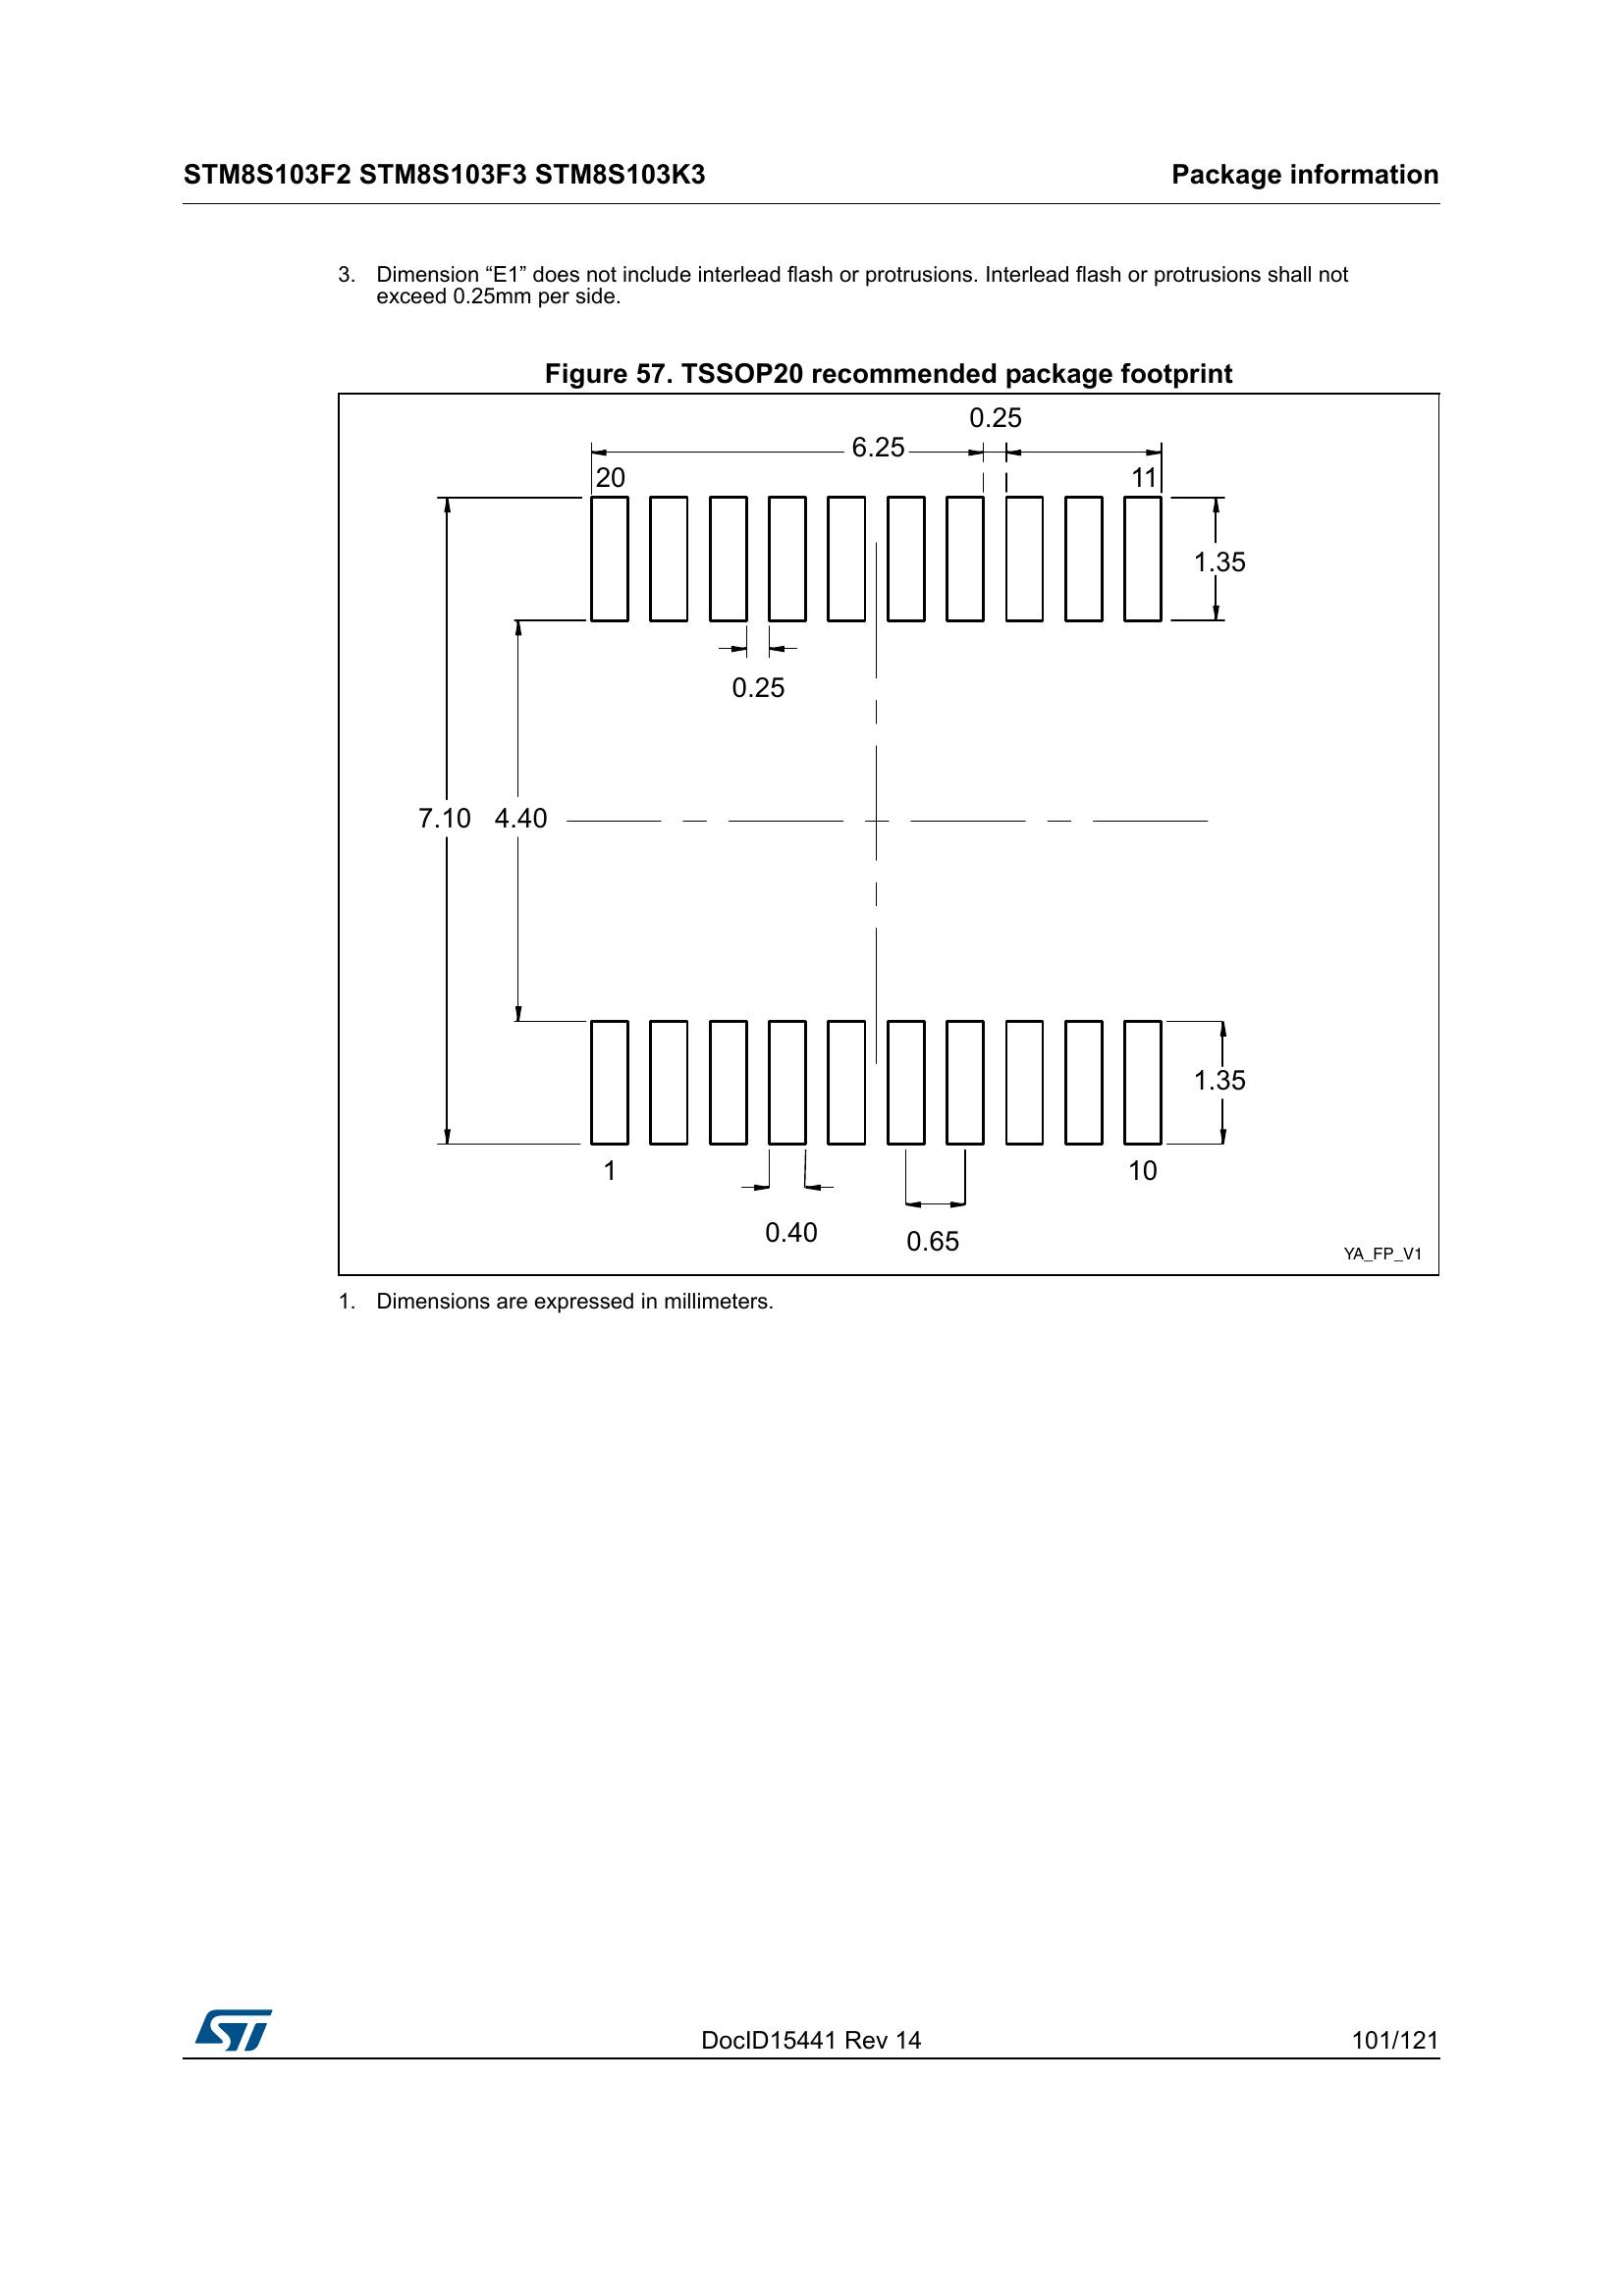 STM8S103F2 STM8S103F3 STM8S103K3 Package information
3. Dimension “E1” does not include interlead flash or protrusions. Interlead flash or protrusions shall not
exceed 0.25mm per side.
Figure 57. TSSOP20 recommended package footprint
0.25
6.25
20 11
1.35
0.25
7.10 4.40
1.35
1 10
0.40 0.65
YA_FP_V1
1. Dimensions are expressed in millimeters.
ST
DocID15441 Rev 14 101/121